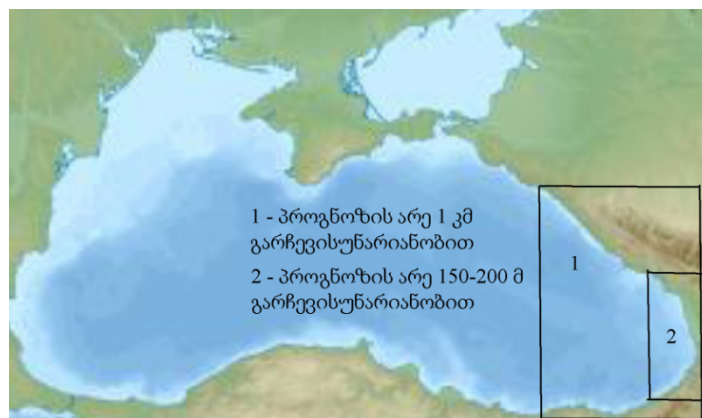 1 - პროგნოზის არე 1 კმ
გარჩევისუნარიანობით
2 - პროგნოზის არე 150-200 მ
გარჩევისუნარიანობით
1
2